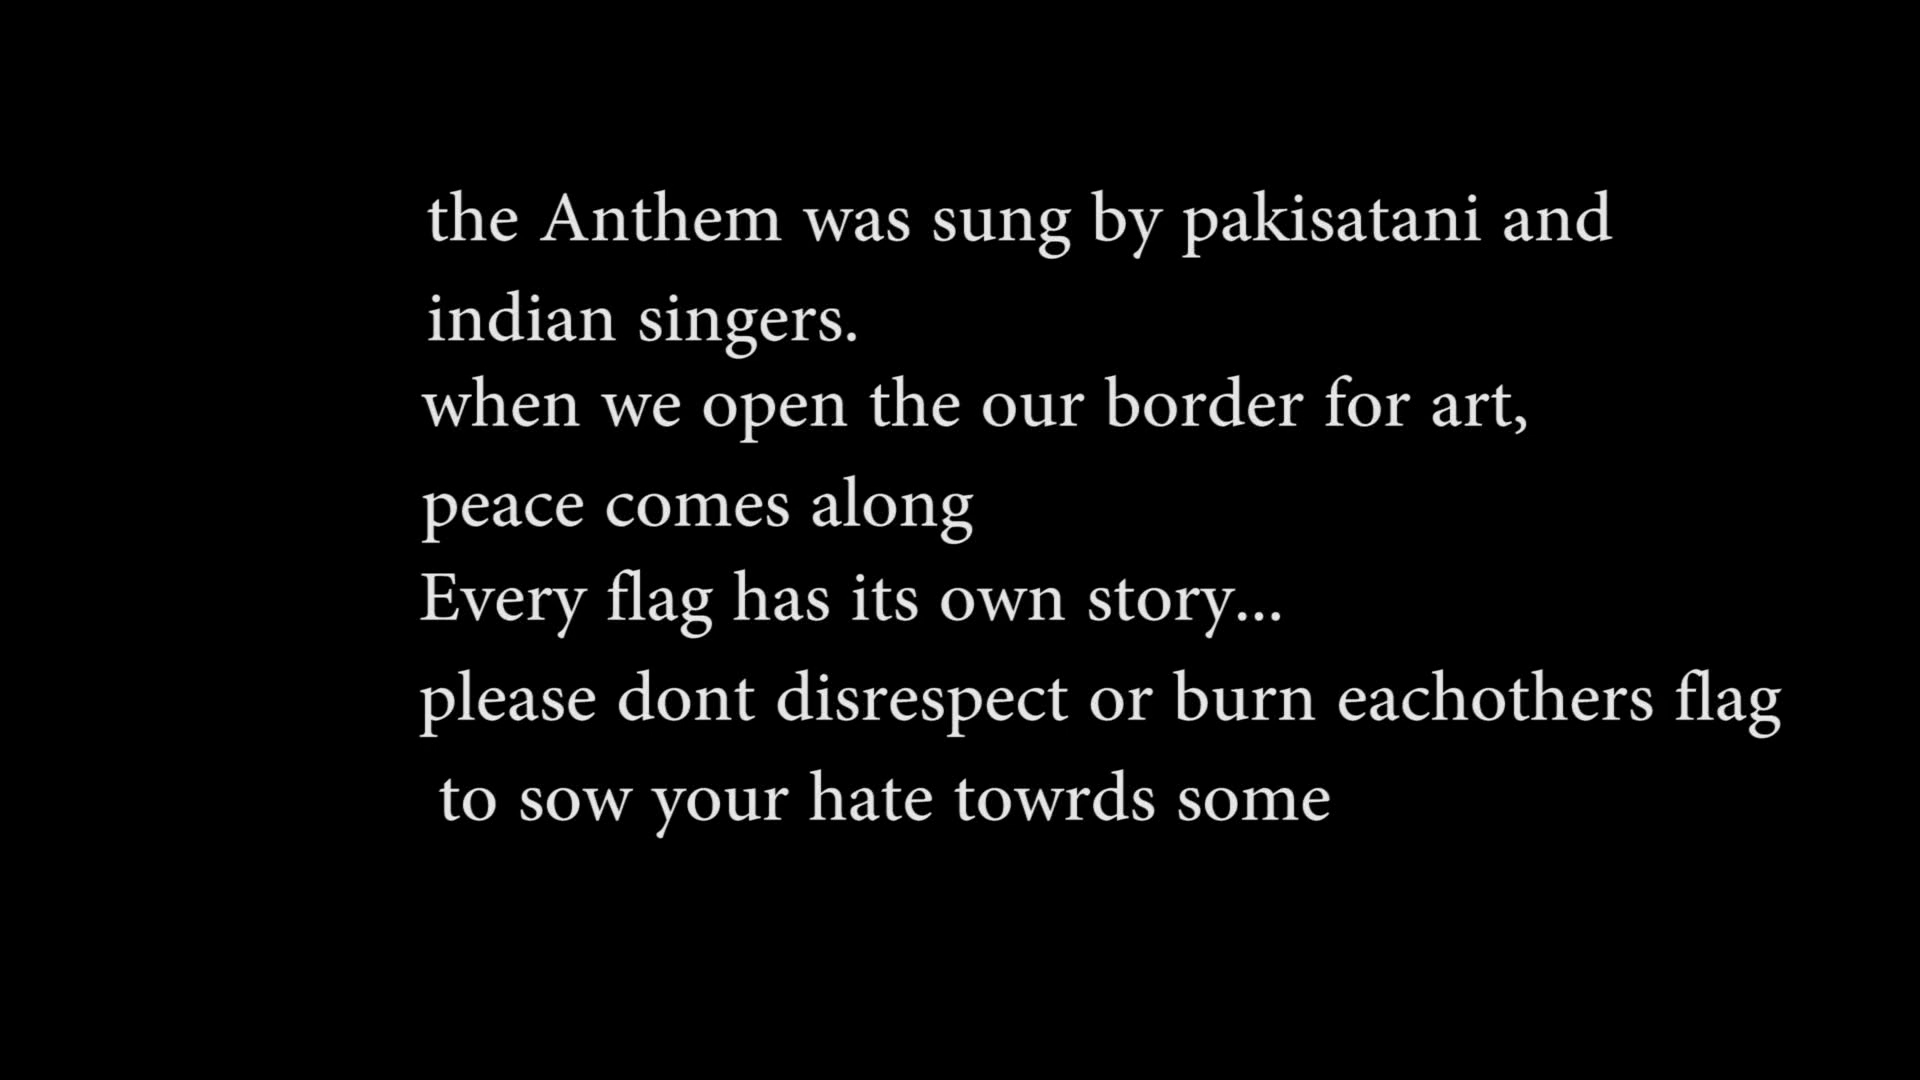 the Anthem was sung by pakisatani and
indian singers.
when we open the our border for art,
peace comes along
Every flag has its own story...
please dont disrespect or burn eachothers flag
to sow your hate towrds some